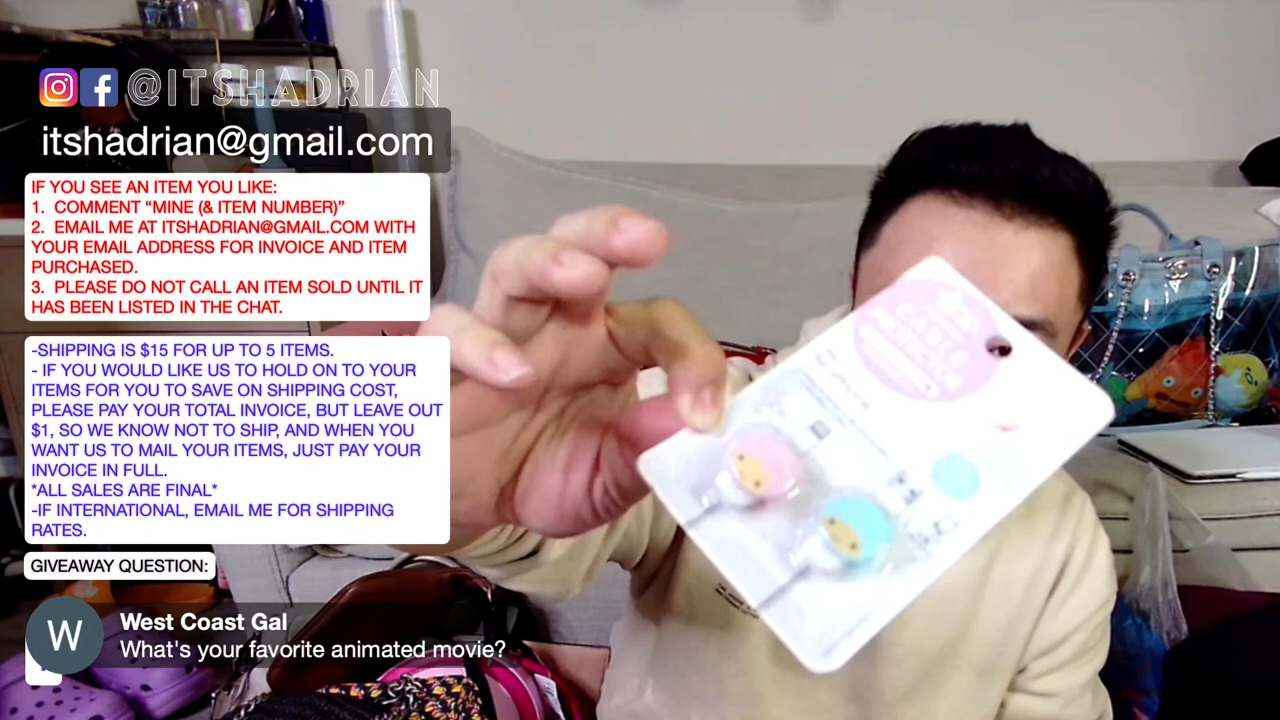 @ITSHADRIAN
itshadrian@gmail.com
IF YOU SEE AN ITEM YOU LIKE:
1. COMMENT “MINE (& ITEM NUMBER)”
2. EMAIL ME AT ITSHADRIAN@GMAIL.COM WITH
YOUR EMAIL ADDRESS FOR INVOICE AND ITEM
PURCHASED.
3. PLEASE DO NOT CALL AN ITEM SOLD UNTIL IT
HAS BEEN LISTED IN THE CHAT.
-SHIPPING IS $15 FOR UP TO 5 ITEMS.
- IF YOU WOULD LIKE US TO HOLD ON TO YOUR
ITEMS FOR YOU TO SAVE ON SHIPPING COST,
PLEASE PAY YOUR TOTAL INVOICE, BUT LEAVE OUT
$1, SO WE KNOW NOT TO SHIP, AND WHEN YOU
WANT US TO MAIL YOUR ITEMS, JUST PAY YOUR
INVOICE IN FULL.
*ALL SALES ARE FINAL*
-IF INTERNATIONAL, EMAIL ME FOR SHIPPING
RATES.
GIVEAWAY QUESTION:
W
West Coast Gal
What's your favorite animated movie?
CABLE